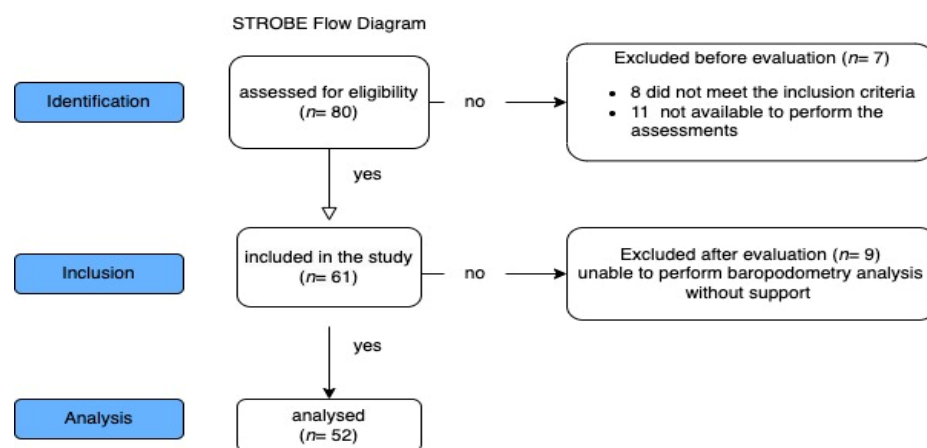 STROBE Flow Diagram
Identification
assessed for eligibility
(n= 80)
no
Excluded before evaluation (n= 7)
• 8 did not meet the inclusion criteria
• 11 not available to perform the
assessments
yes
Inclusion
included in the study
(n= 61)
no
Excluded after evaluation (n= 9)
unable to perform baropodometry analysis
without support
yes
Analysis
analysed
(n= 52)